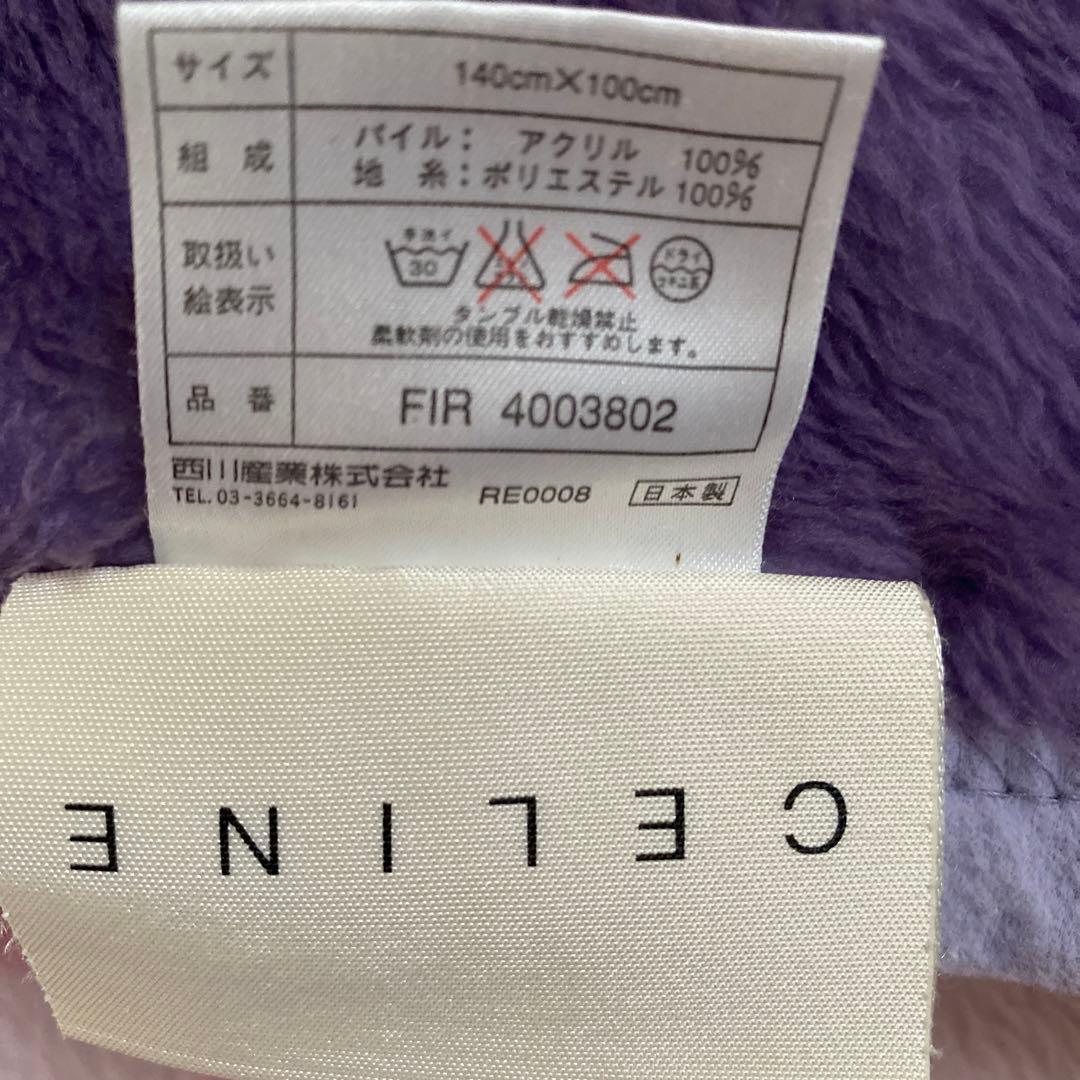 サイズ 140cm×100cm
組成 パイル： アクリル 100%
地 糸：ポリエステル 100%
取扱い
絵表示
手洗イ
30
ドライ
タンブル乾燥禁止
柔軟剤の使用をおすすめします。
品番 FIR 4003802
西川産業株式会社
TEL. 03-3664-8161 RE0008 日本製
CELINE